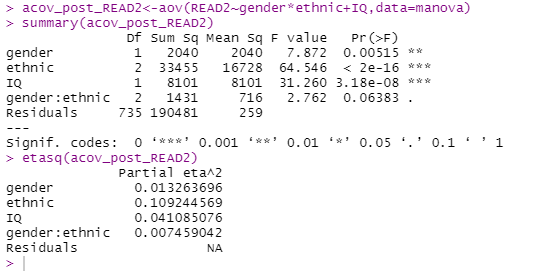 > acov_post_READ2<-aov(READ2~gender*ethnic+IQ,data=manova)
> summary(acov_post_READ2)
Df Sum Sq Mean Sq F value Pr(>F)
gender 1 2040 2040 7.872 0.00515 **
ethnic 2 33455 16728 64.546 < 2e-16 ***
IQ 1 8101 8101 31.260 3.18e-08 ***
gender:ethnic 2 1431 716 2.762 0.06383 .
Residuals 735 190481 259
---
Signif. codes: 0 ‘***’ 0.001 ‘**’ 0.01 ‘*’ 0.05 ‘.’ 0.1 ‘ ’ 1
> etasq(acov_post_READ2)
Partial eta^2
gender 0.013263696
ethnic 0.109244569
IQ 0.041085076
gender:ethnic 0.007459042
Residuals NA
>